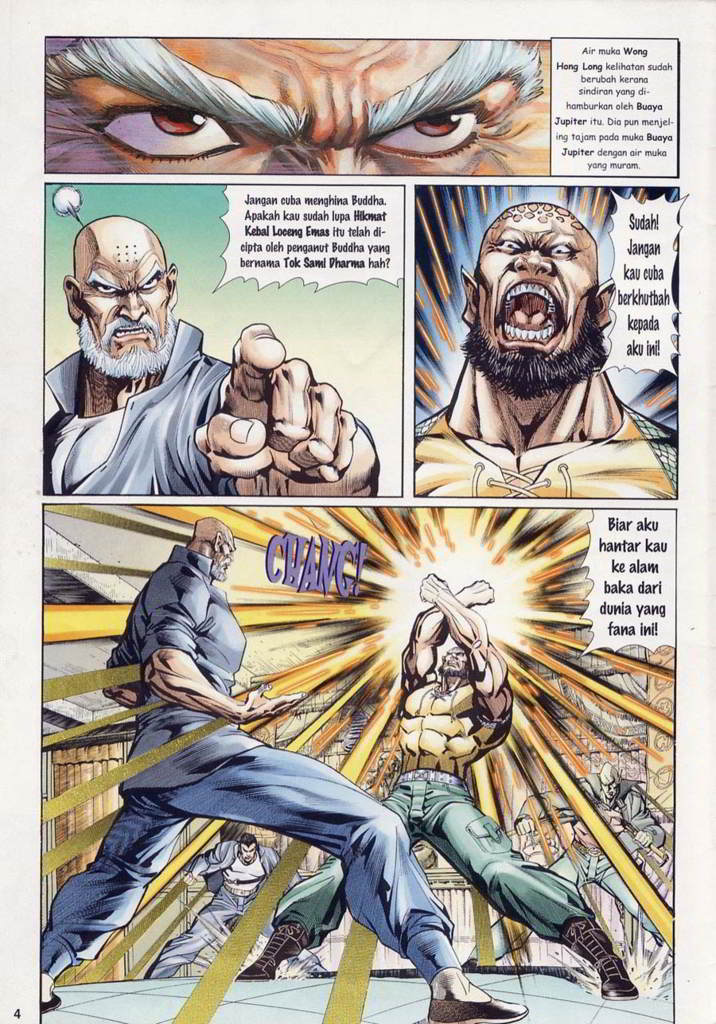 Air muka Wong
Hong Long kelihatan sudah
berubah kerana
sindiran yang di-
hamburkan oleh Buaya
Jupiter itu. Dia pun menjel-
ing tajam pada muka Buaya
Jupiter dengan air muka
yang muram.
Jangan cuba menghina Buddha.
Apakah kau sudah lupa Hikmat
Kebal Loceng Emas itu telah di-
cipta oleh penganut Buddha yang
bernama Tok Sami Dharma hah?
Sudah!
Jangan
kau cuba
berkhutbah
kepada
aku ini!
CHANG!
Biar aku
hantar kau
ke alam
baka dari
dunia yang
fana ini!
4